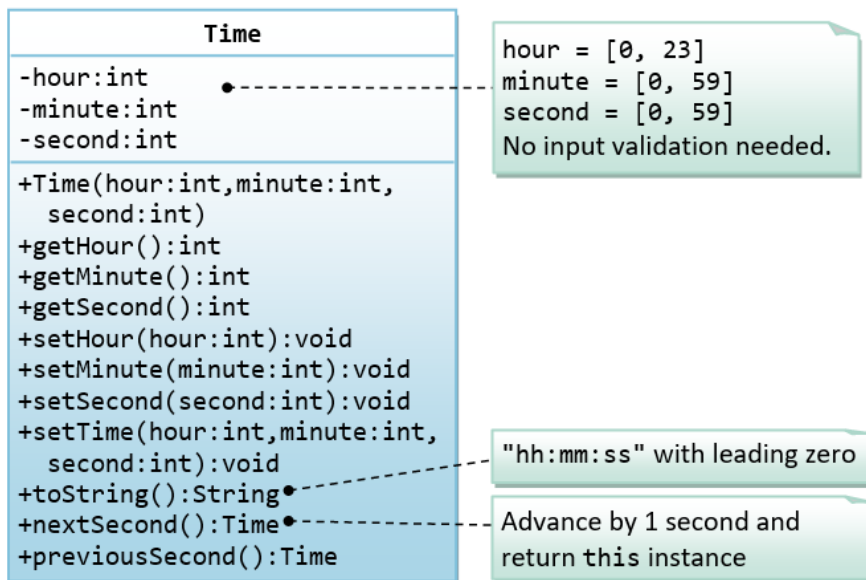 Time
-hour:int
-minute:int
-second:int
hour = [0, 23]
minute = [0, 59]
second = [0, 59]
No input validation needed.
+Time(hour:int,minute:int,
second:int)
+getHour():int
+getMinute():int
+getSecond():int
+setHour(hour:int):void
+setMinute(minute:int):void
+setSecond(second:int):void
+setTime(hour:int,minute:int,
second:int):void
+toString():String
+nextSecond():Time
+previousSecond():Time
"hh:mm:ss" with leading zero
Advance by 1 second and
return this instance